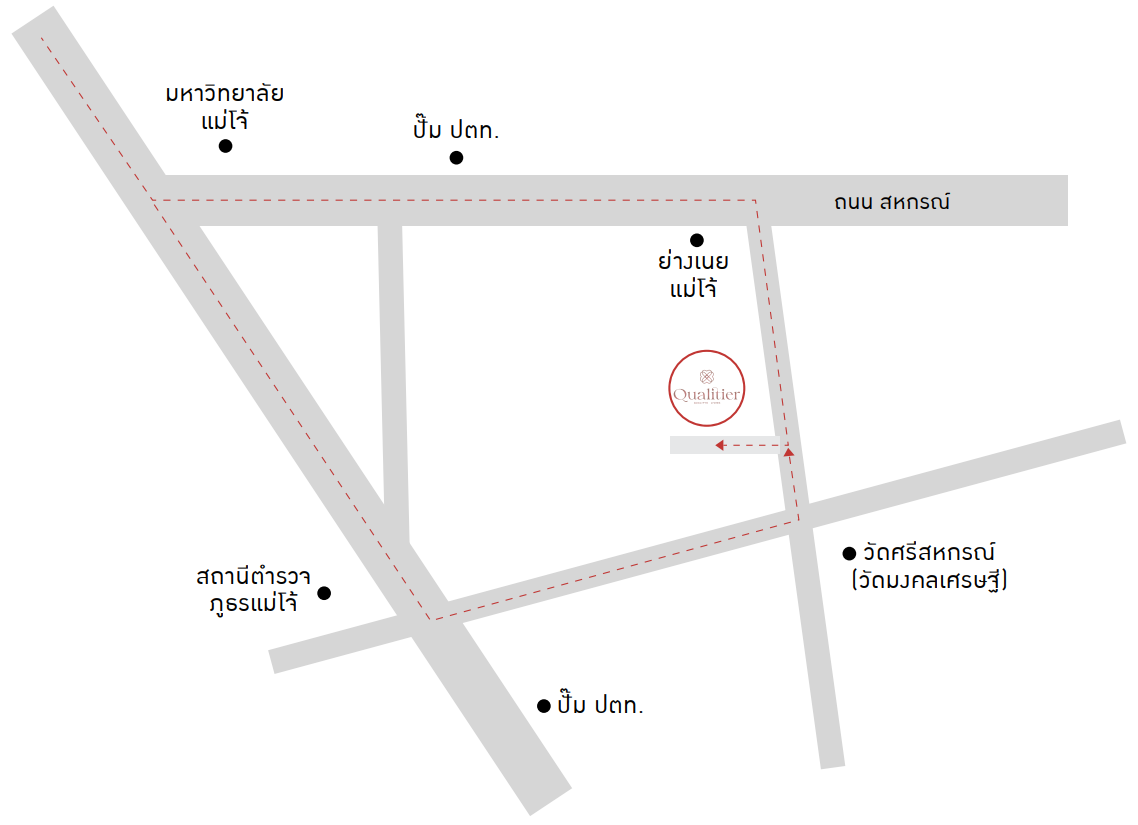 มหาวิทยาลัย
แม่โจ้
ปั๊ม ปตท.
ถนน สหกรณ์
ย่างเนย
แม่โจ้
Qualitier
วัดศรีสหกรณ์
(วัดมงคลเศรษฐี)
สถานีตำรวจ
ภูธรแม่โจ้
ปั๊ม ปตท.